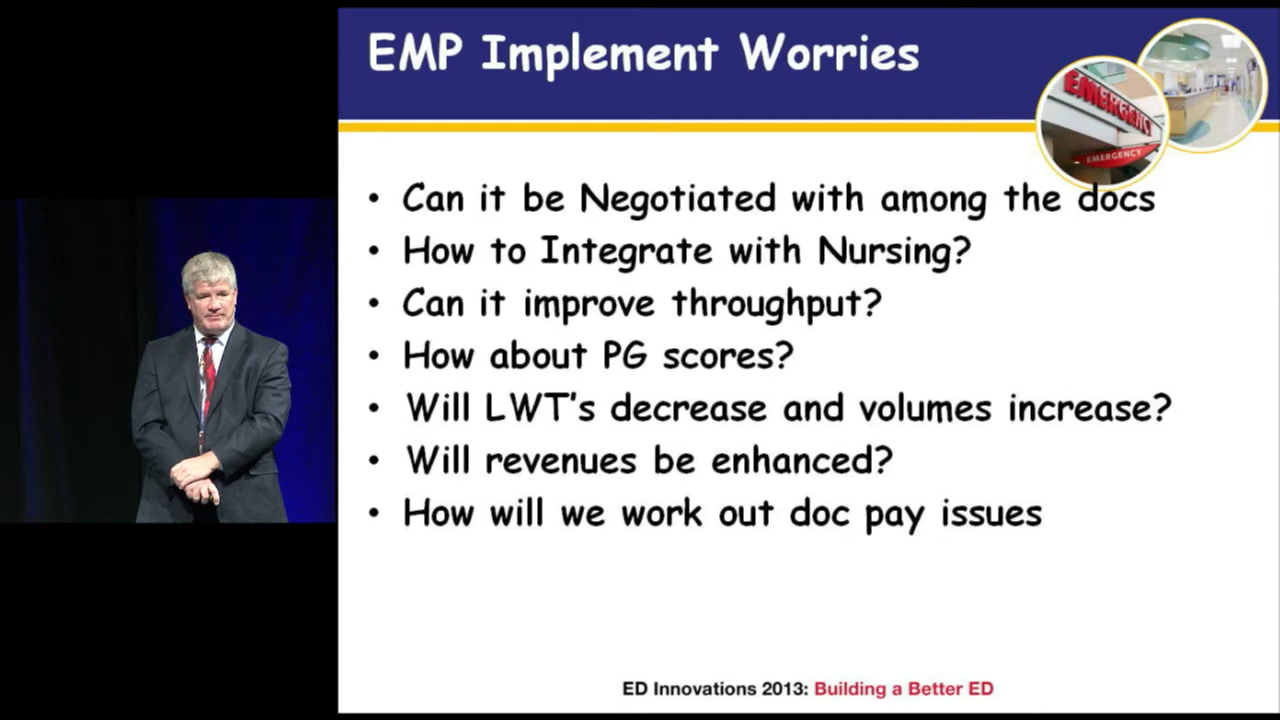 EMP Implement Worries
EMERGENC
EMERGENCY
• Can it be Negotiated with among the docs
• How to Integrate with Nursing?
• Can it improve throughput?
• How about PG scores?
• Will LWT's decrease and volumes increase?
• Will revenues be enhanced?
• How will we work out doc pay issues
ED Innovations 2013: Building a Better ED